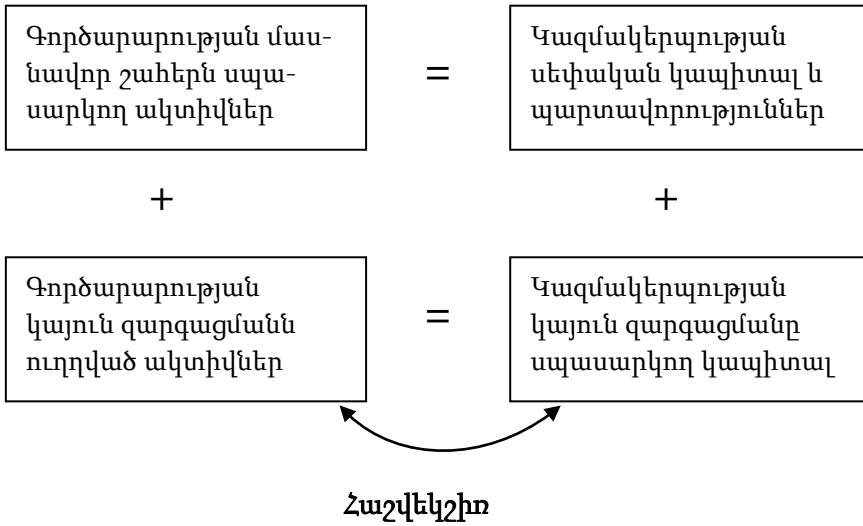 Գործարարության մաս-
նավոր շահերն սպա-
սարկող ակտիվներ
=
Կազմակերպության
սեփական կապիտալ և
պարտավորություններ
+
+
Գործարարության
կայուն զարգացմանն
ուղղված ակտիվներ
=
Կազմակերպության
կայուն զարգացմանը
սպասարկող կապիտալ
Հաշվեկշիռ